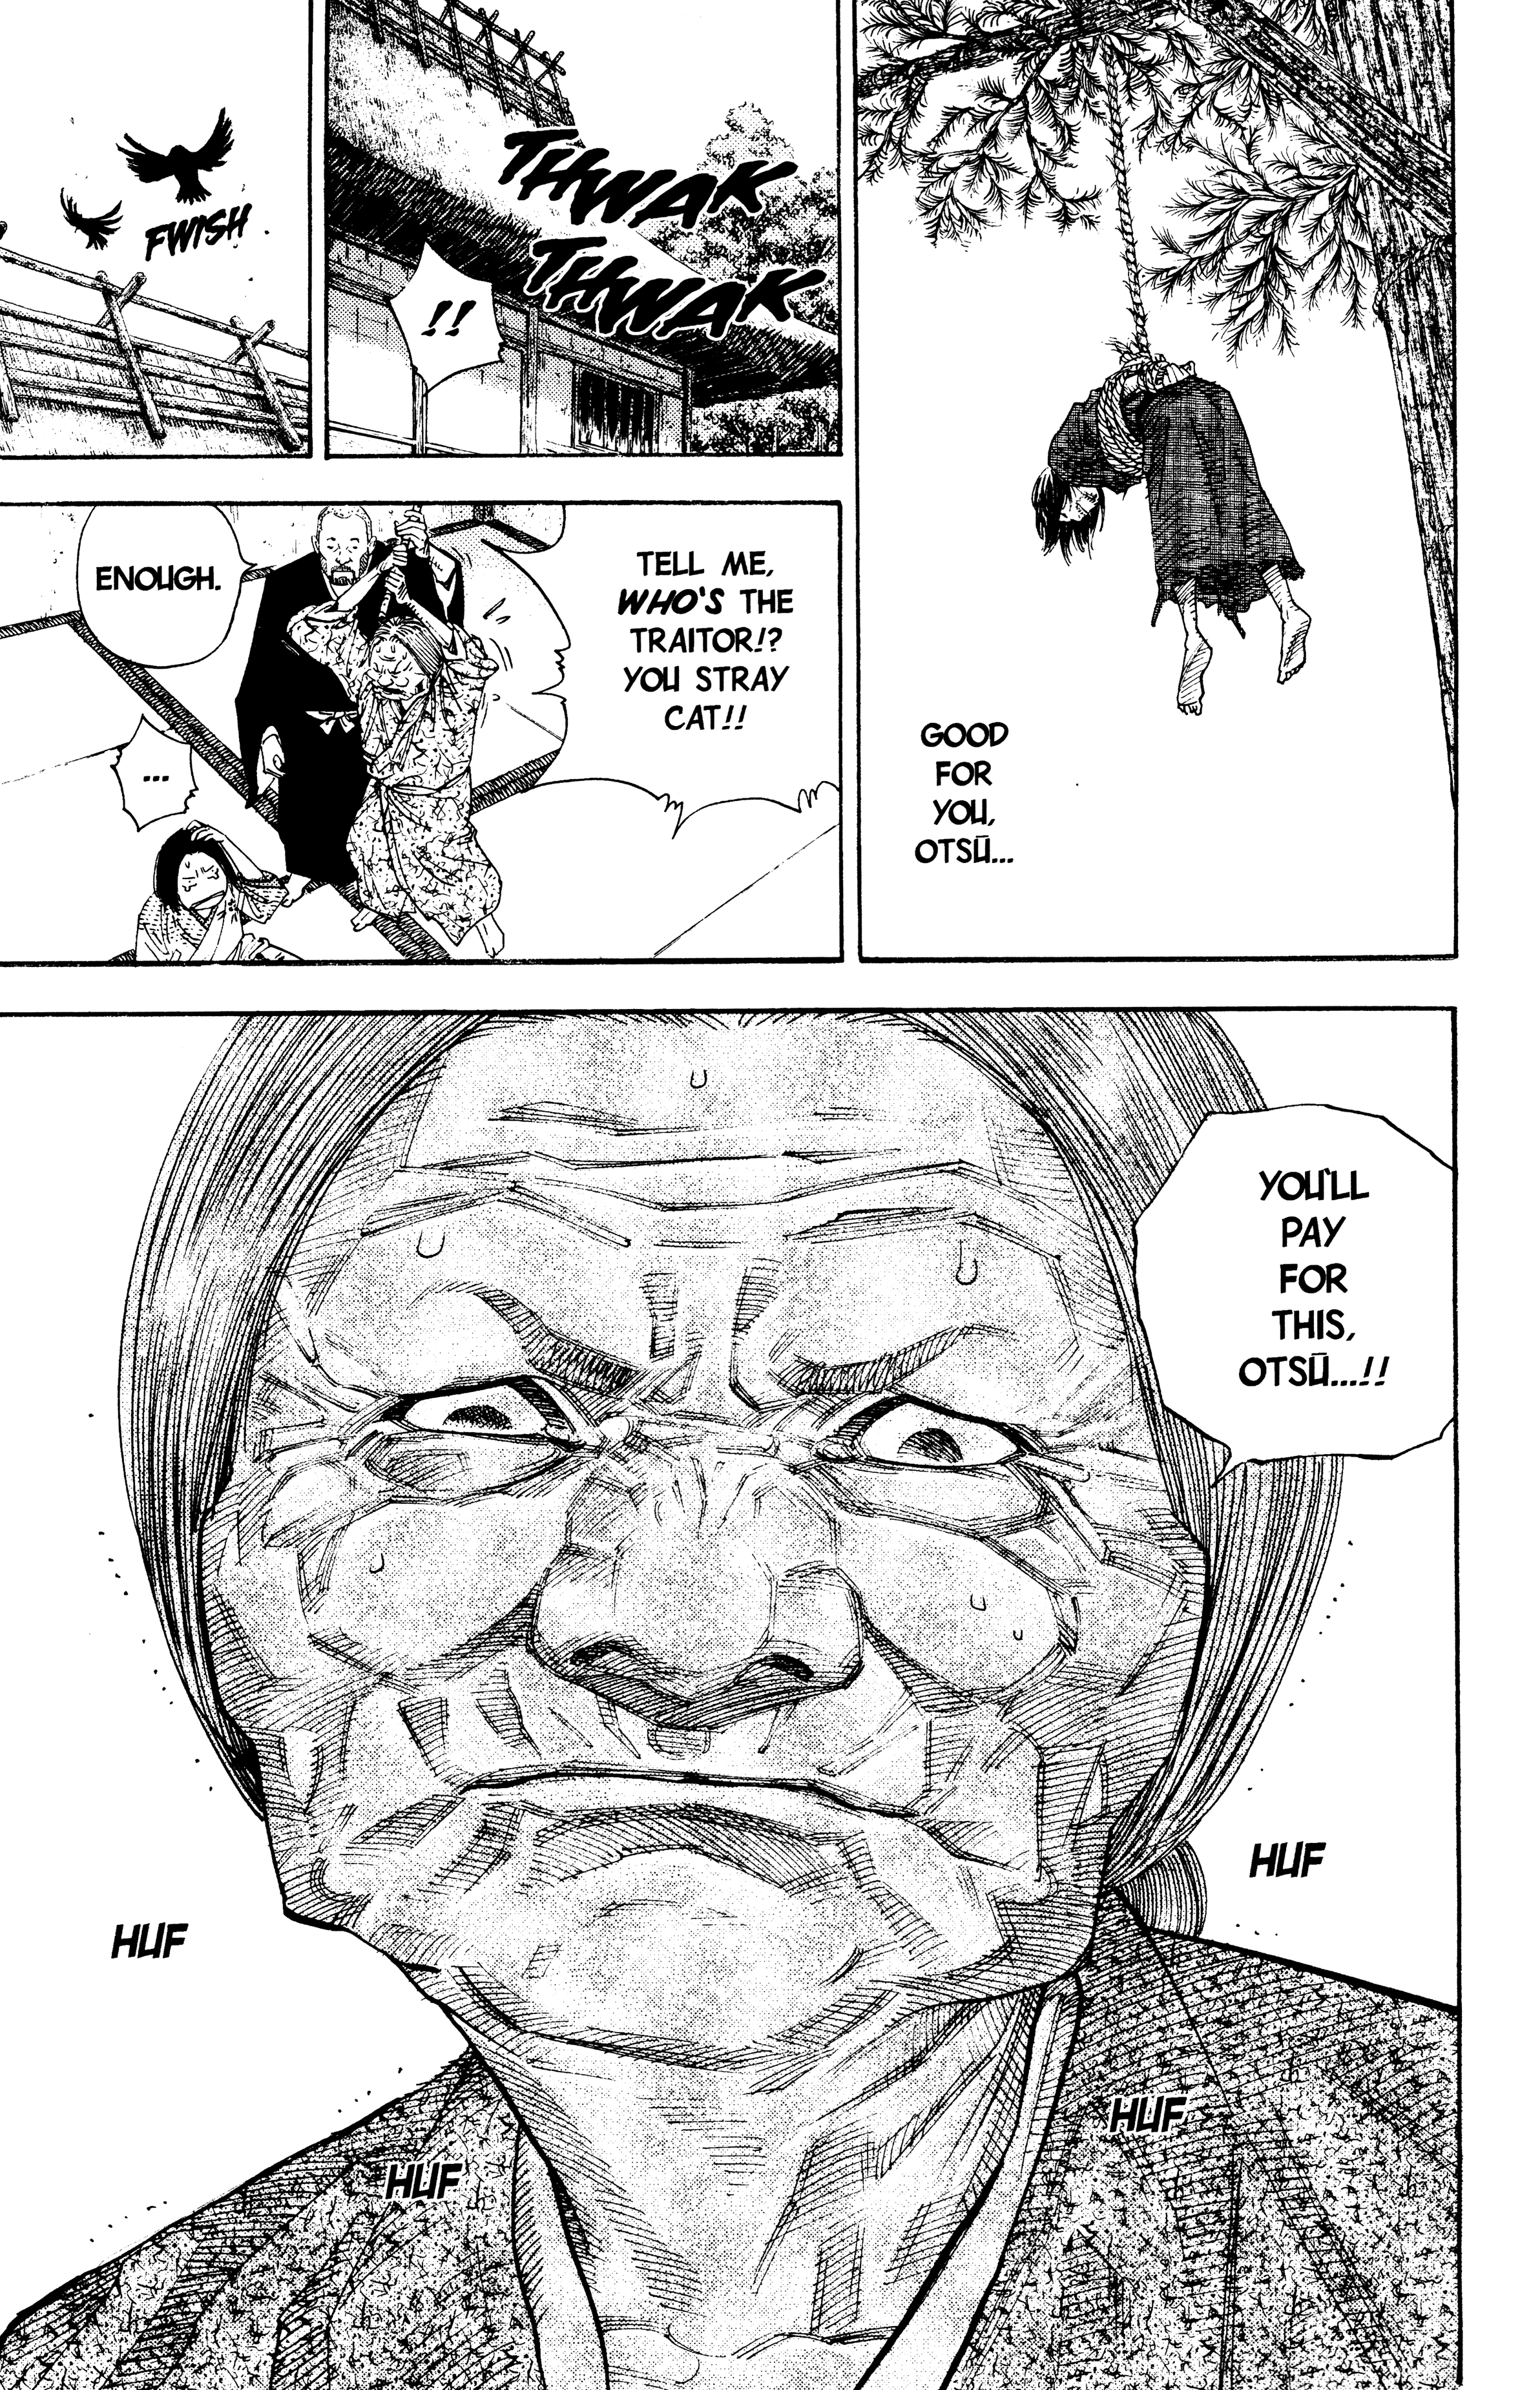 GOOD
FOR
YOU,
OTSŪ...
THWAK
THWAK
!!
FWISH
TELL ME,
WHO'S THE
TRAITOR!?
YOU STRAY
CAT!!
ENOUGH.
...
YOU'LL
PAY
FOR
THIS,
OTSŪ...!!
HUF
HUF
HUF
HUF